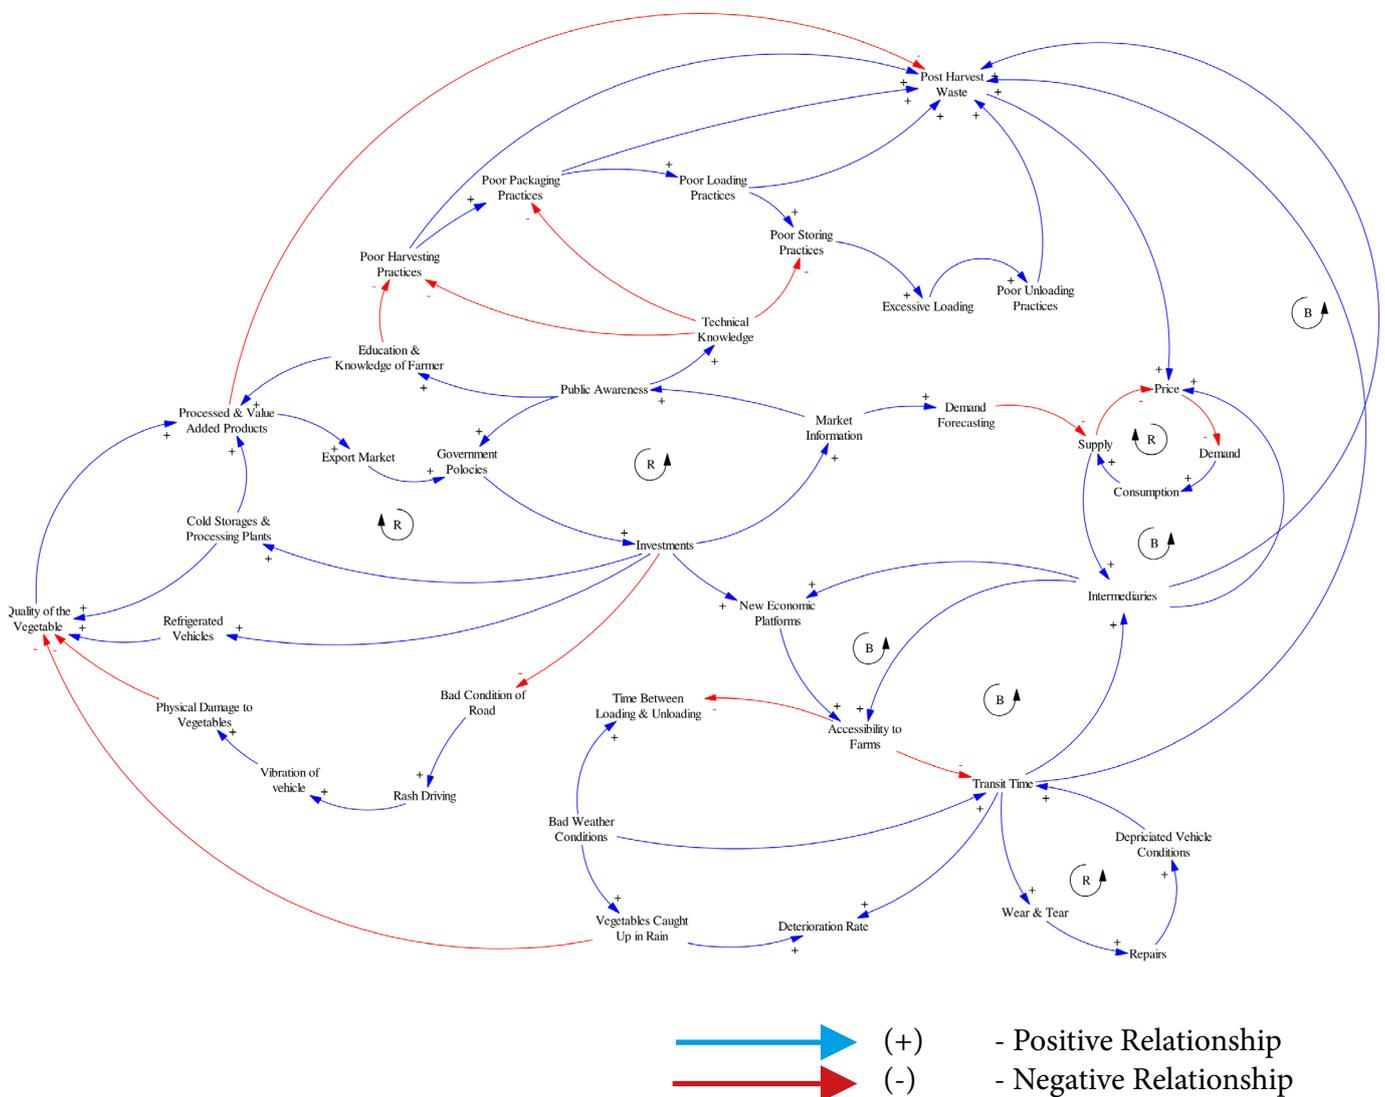 Post Harvest
Waste
Poor Packaging
Practices
Poor Loading
Practices
Poor Storing
Practices
Poor Harvesting
Practices
Excessive Loading
Poor Unloading
Practices
B
Technical
Knowledge
Education &
Knowledge of Farmer
Public Awareness
Price
Processed & Value
Added Products
Market
Information
Demand
Forecasting
Supply
R
Demand
Export Market
Government
Polocies
R
Consumption
Cold Storages &
Processing Plants
R
Investments
B
Intermediaries
Quality of the
Vegetable
Refrigerated
Vehicles
New Economic
Platforms
B
Bad Condition of
Road
Time Between
Loading & Unloading
B
Physical Damage to
Vegetables
Accessibility to
Farms
Vibration of
vehicle
Rash Driving
Transit Time
Bad Weather
Conditions
Depriciated Vehicle
Conditions
R
Vegetables Caught
Up in Rain
Deterioration Rate
Wear & Tear
Repairs
(+) - Positive Relationship
(-) - Negative Relationship